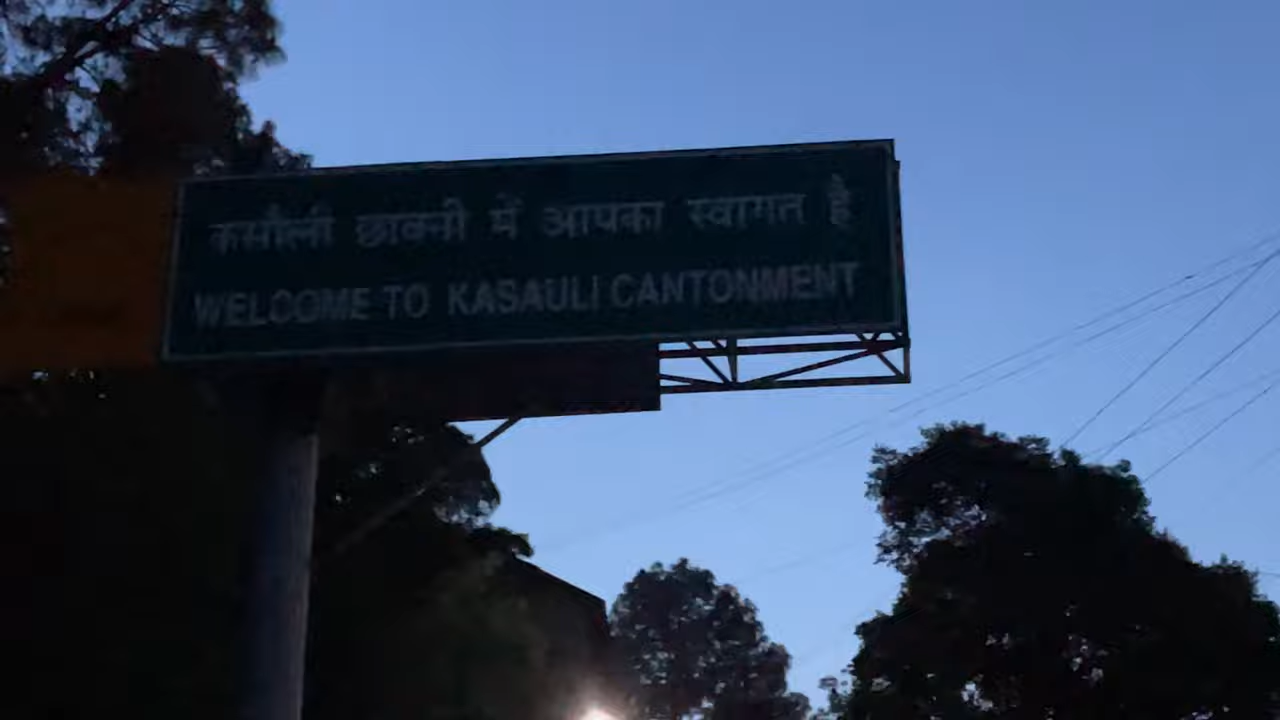 कसौली छावनी में आपका स्वागत है
WELCOME TO KASAULI CANTONMENT